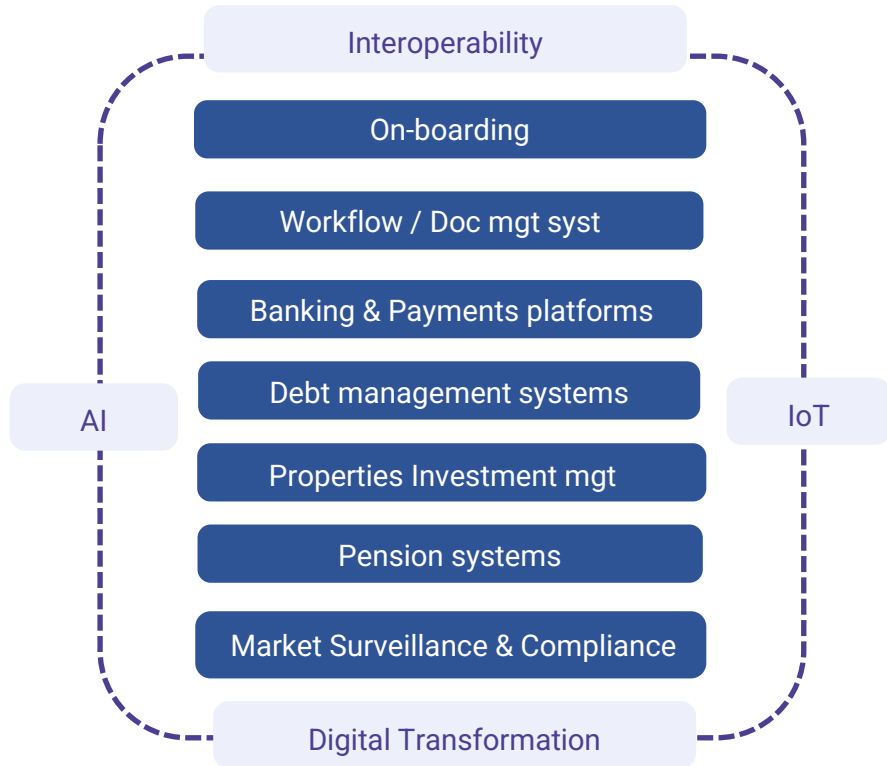 Interoperability
On-boarding
Workflow / Doc mgt syst
Banking & Payments platforms
Debt management systems
AI
IoT
Properties Investment mgt
Pension systems
Market Surveillance & Compliance
Digital Transformation